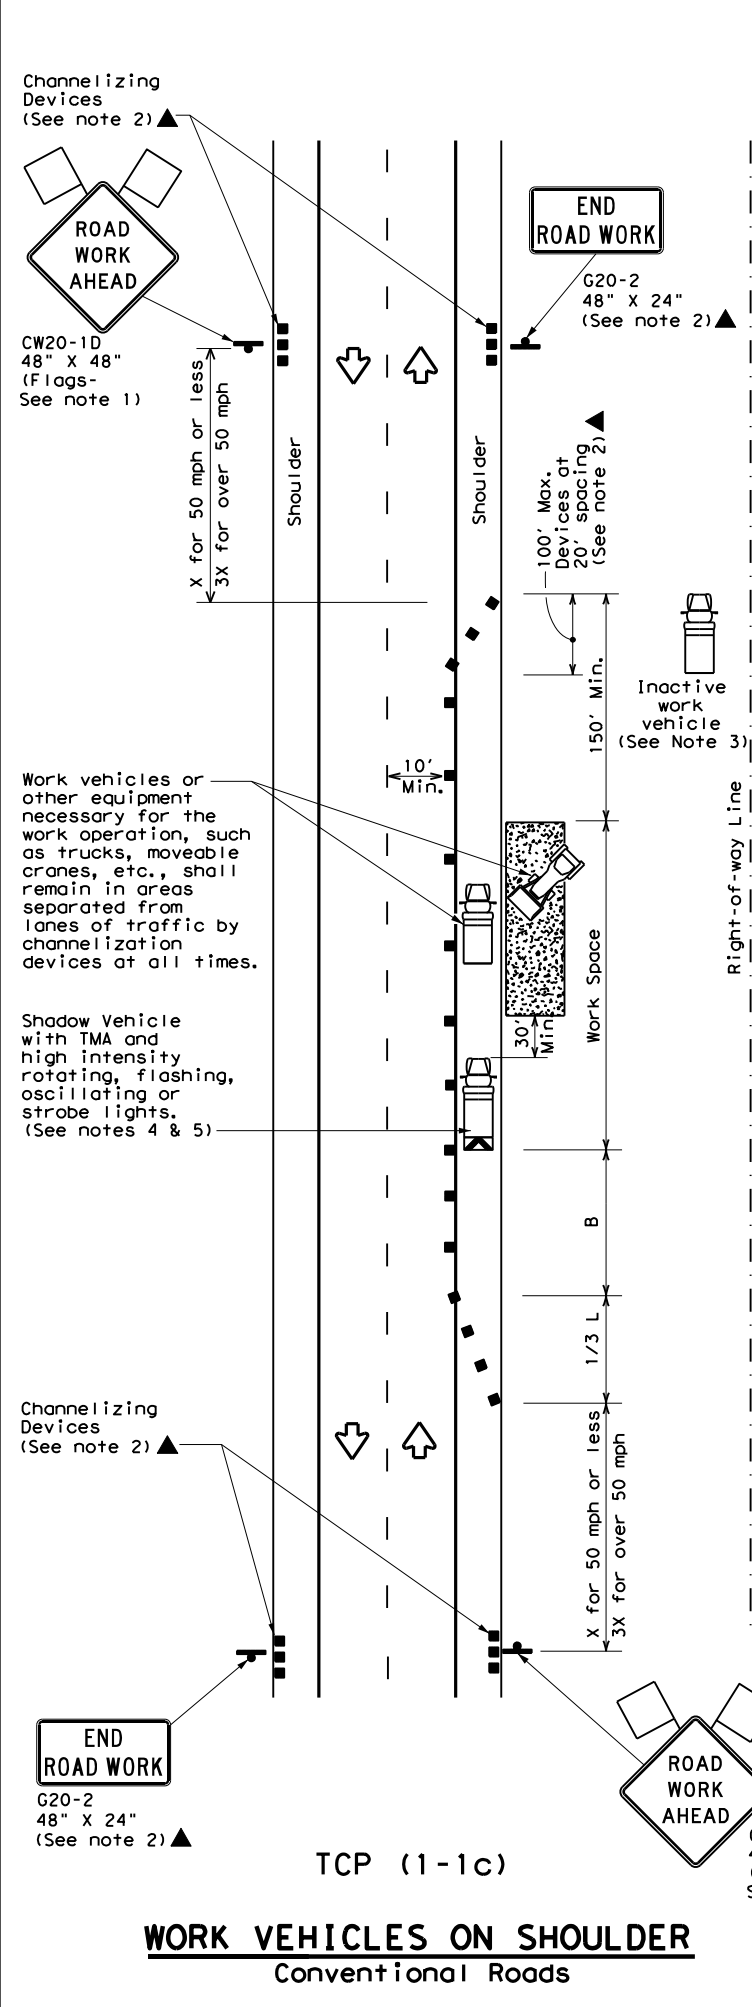 Channelizing
Devices
(See note 2)
ROAD
WORK
AHEAD
CW20-1D
48" X 48"
(Flags-
See note 1)
END
ROAD WORK
G20-2
48" X 24"
(See note 2)
X for 50 mph or less
3X for over 50 mph
Shoulder
Shoulder
100' Max.
Devices at
20' spacing
(See note 2)
150' Min.
Inactive
work
vehicle
(See Note 3)
10'
Min.
Work vehicles or
other equipment
necessary for the
work operation, such
as trucks, moveable
cranes, etc., shall
remain in areas
separated from
lanes of traffic by
channelization
devices at all times.
Right-of-way Line
Work Space
30'
Min.
Shadow Vehicle
with TMA and
high intensity
rotating, flashing,
oscillating or
strobe lights.
(See notes 4 & 5)
B
1/3 L
Channelizing
Devices
(See note 2)
X for 50 mph or less
3X for over 50 mph
END
ROAD WORK
G20-2
48" X 24"
(See note 2)
ROAD
WORK
AHEAD
TCP (1-1c)
WORK VEHICLES ON SHOULDER
Conventional Roads